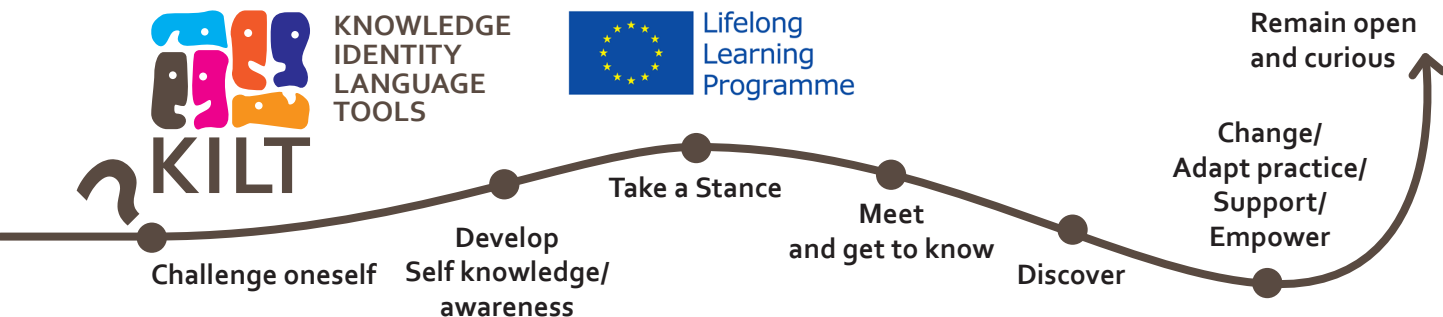 KNOWLEDGE
IDENTITY
LANGUAGE
TOOLS
KILT
Lifelong
Learning
Programme
?
Challenge oneself
Develop
Self knowledge/
awareness
Take a Stance
Meet
and get to know
Discover
Change/
Adapt practice/
Support/
Empower
Remain open
and curious